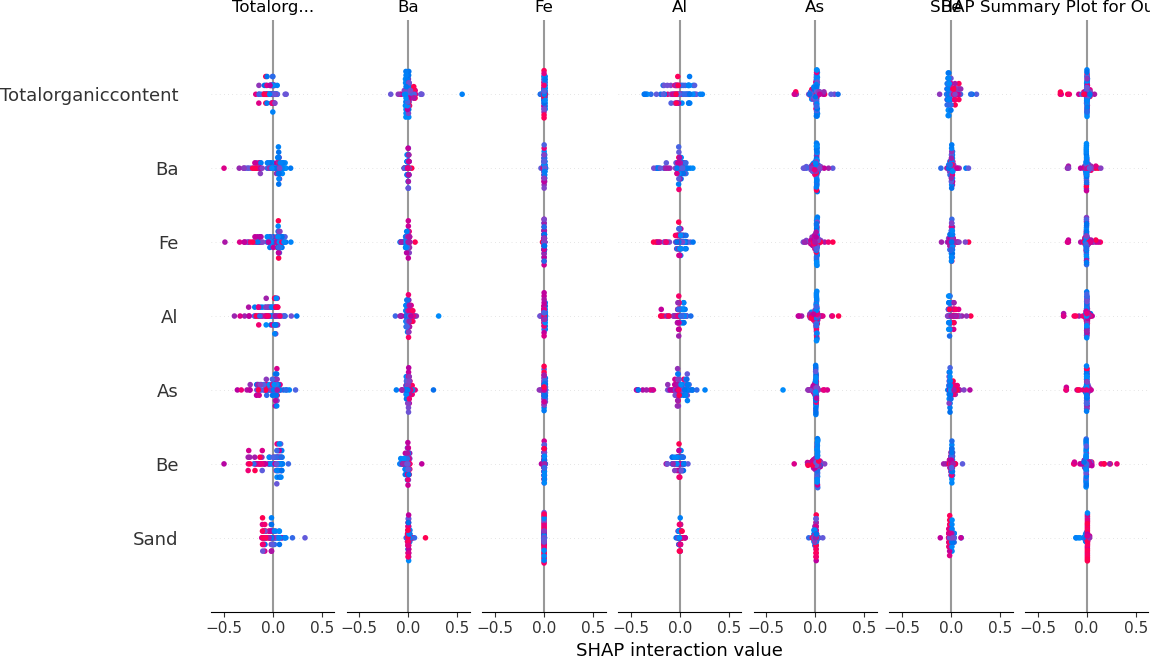 Totalorg... Ba Fe Al As Be SHAP Summary Plot for Ou
Totalorganiccontent
Ba
Fe
Al
As
Be
Sand
−0.5 0.0 0.5 −0.5 0.0 0.5 −0.5 0.0 0.5 −0.5 0.0 0.5 −0.5 0.0 0.5 −0.5 0.0 0.5 −0.5 0.0 0.5
SHAP interaction value